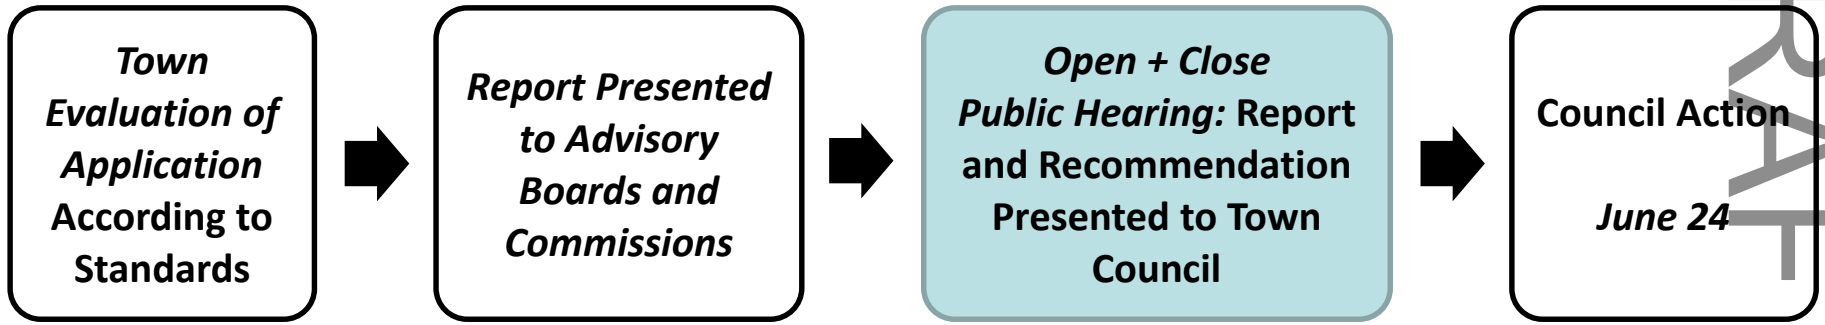 Town
Evaluation of
Application
According to
Standards
Report Presented
to Advisory
Boards and
Commissions
Open + Close
Public Hearing: Report
and Recommendation
Presented to Town
Council
Council Action
June 24
RAF